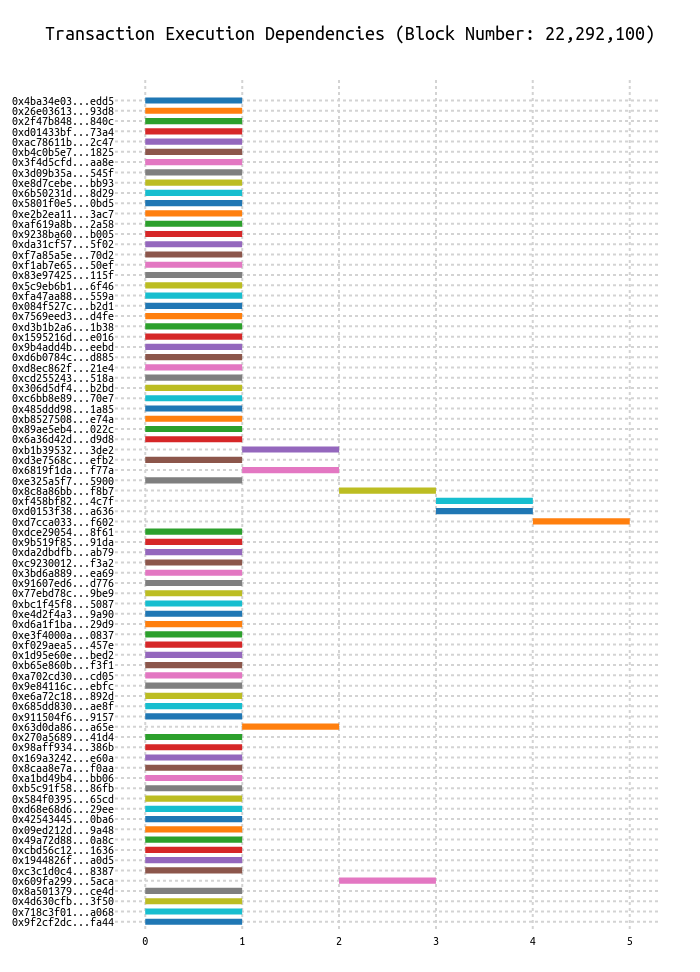 Transaction Execution Dependencies (Block Number: 22,292,100)
0x4ba34e03...edd5
0x26e03613...93d8
0x2f47b848...840c
0xd01433bf...73a4
0xac78611b...2c47
0xb4c0b5e7...1825
0x3f4d5cfd...aa8e
0x3d09b35a...545f
0xe8d7cebe...bb93
0x6b50231d...8d29
0x5801f0e5...0bd5
0xe2b2ea11...3ac7
0xaf619a8b...2a58
0x9238ba60...b005
0xda31cf57...5f02
0xf7a85a5e...70d2
0xf1ab7e65...50ef
0x83e97425...115f
0x5c9eb6b1...6f46
0xfa47aa88...559a
0x084f527c...b2d1
0x7569eed3...d4fe
0xd3b1b2a6...1b38
0x1595216d...e016
0x9b4add4b...eebd
0xd6b0784c...d885
0xd8ec862f...21e4
0xcd255243...518a
0x306d5df4...b2bd
0xc6bb8e89...70e7
0x485ddd98...1a85
0xb8527508...e74a
0x89ae5eb4...022c
0x6a36d42d...d9d8
0xb1b39532...3de2
0xd3e7568c...efb2
0x6819f1da...f77a
0xe325a5f7...5900
0x8c8a86bb...f8b7
0xf458bf82...4c7f
0xd0153f38...a636
0xd7cca033...f602
0xdce29054...8f61
0x9b519f85...91da
0xda2dbdfb...ab79
0xc9230012...f3a2
0x3bd6a889...ea69
0x91607ed6...d776
0x77ebd78c...9be9
0xbc1f45f8...5087
0xe4d2f4a3...9a90
0xd6a1f1ba...29d9
0xe3f4000a...0837
0xf029aea5...457e
0x1d95e60e...bed2
0xb65e860b...f3f1
0xa702cd30...cd05
0x9e84116c...ebfc
0xe6a72c18...892d
0x685dd830...ae8f
0x911504f6...9157
0x63d0da86...a65e
0x270a5689...41d4
0x98aff934...386b
0x169a3242...e60a
0x8caa8e7a...f0aa
0xa1bd49b4...bb06
0xb5c91f58...86fb
0x584f0395...65cd
0xd68e68d6...29ee
0x42543445...0ba6
0x09ed212d...9a48
0x49a72d88...0a8c
0xcbd56c12...1636
0x1944826f...a0d5
0xc3c1d0c4...8387
0x609fa299...5aca
0x8a501379...ce4d
0x4d630cfb...3f50
0x718c3f01...a068
0x9f2cf2dc...fa44
0 1 2 3 4 5